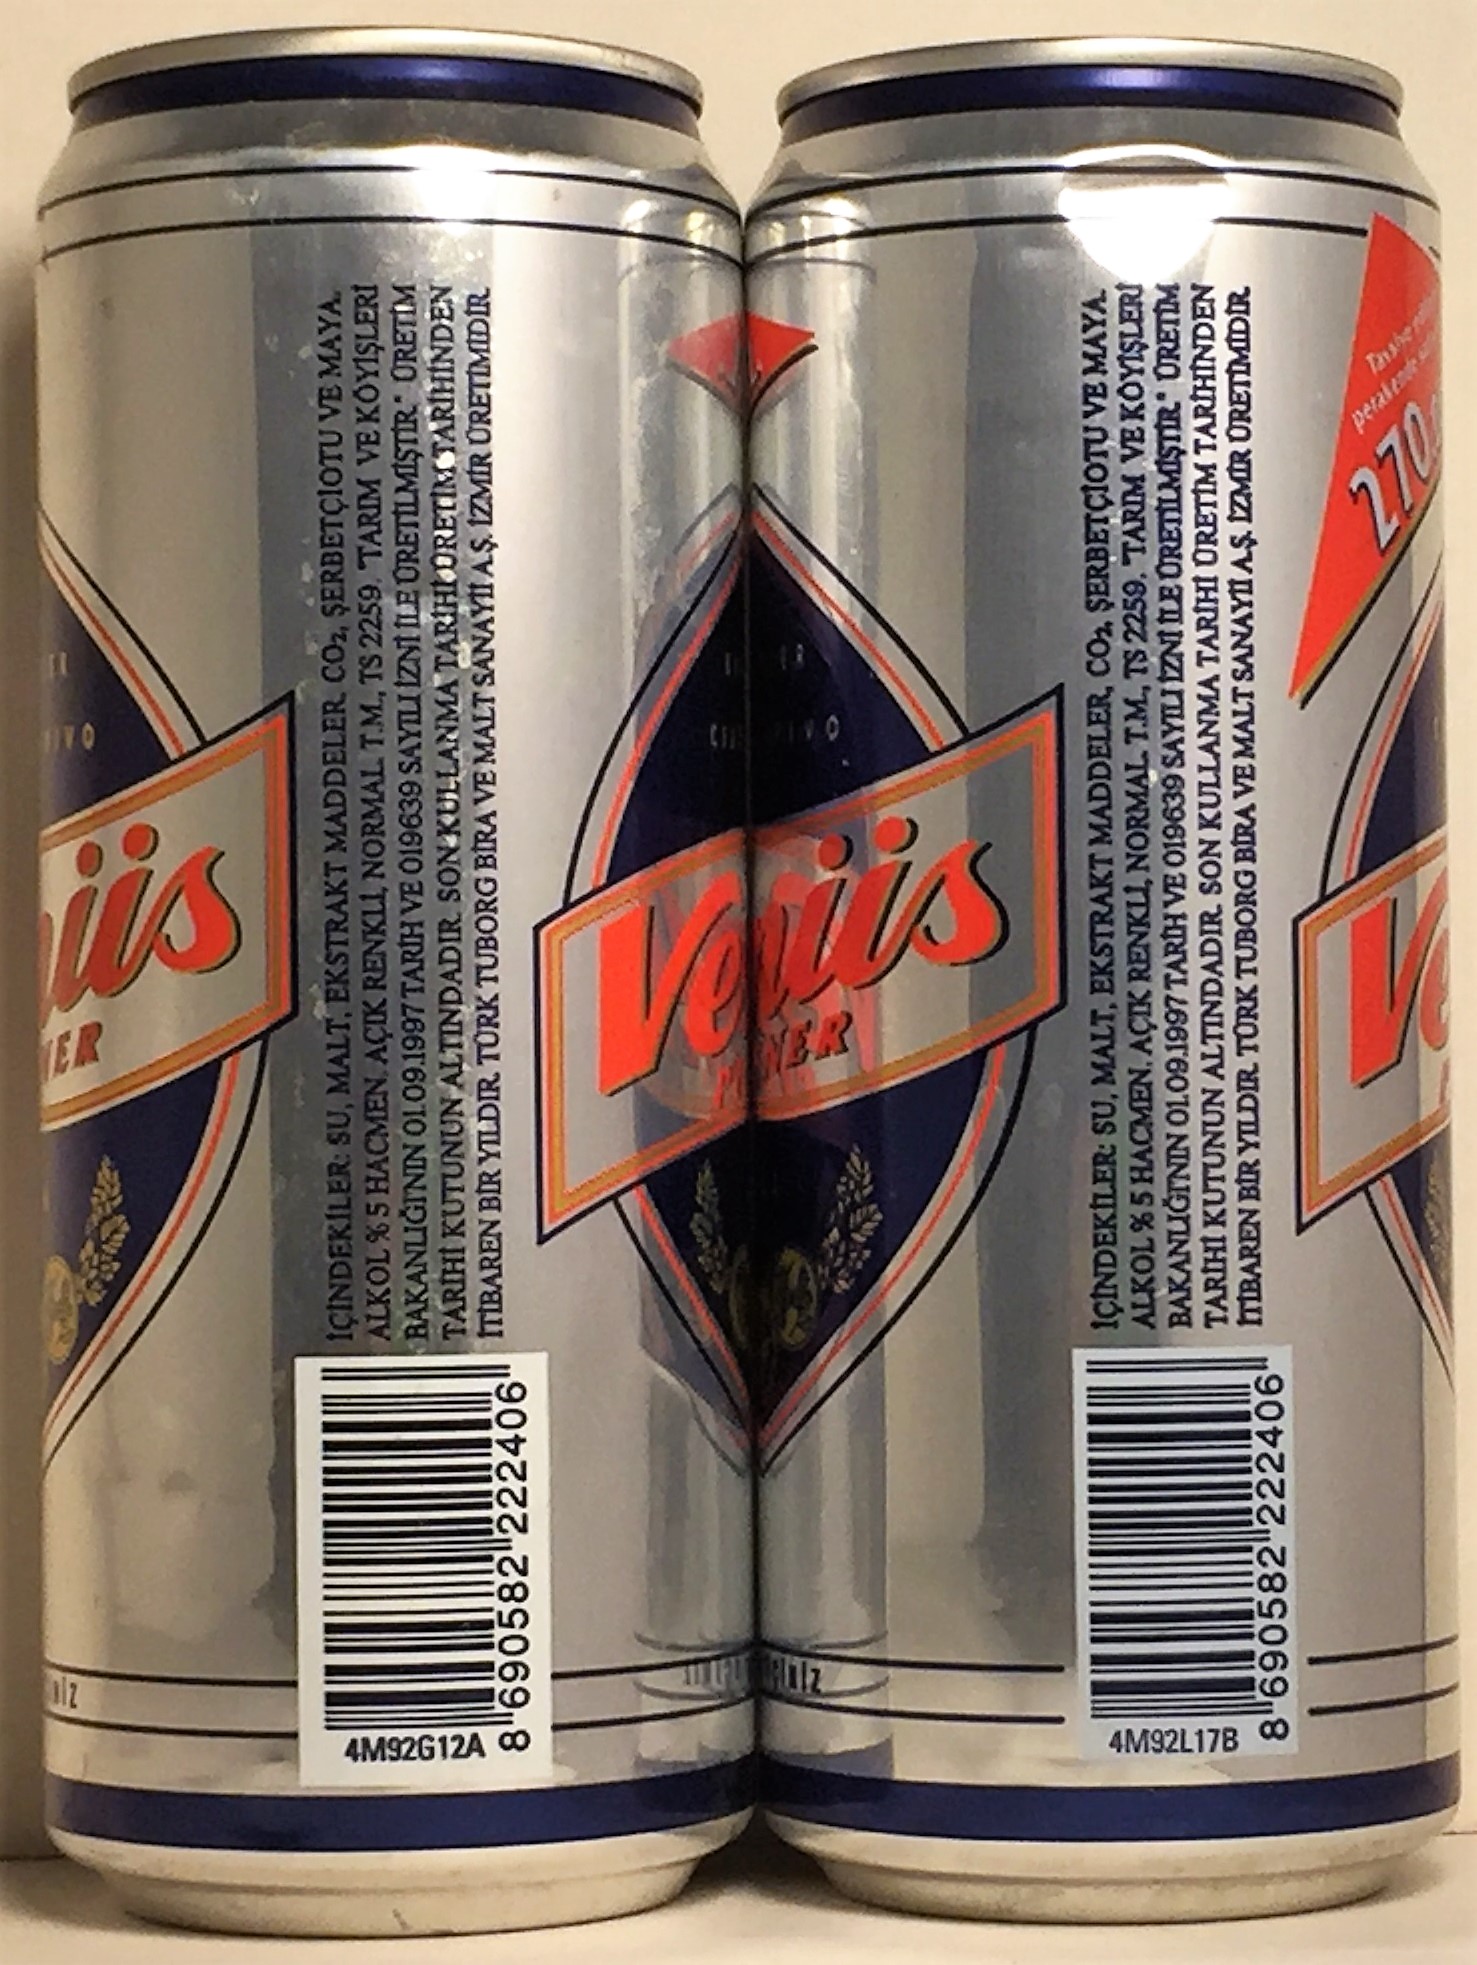 İÇİNDEKİLER: SU, MALT, EKSTRAKT MADDELER, CO₂, ŞERBETÇİOTU VE MAYA.
ALKOL % 5 HACMEN. AÇIK RENKLİ, NORMAL T.M., TS 2259. TARIM VE KÖYİŞLERİ
BAKANLIĞI'NIN 01.09.1997 TARİH VE 019639 SAYILI İZNİ İLE ÜRETİLMİŞTİR." ÜRETİM
TARİHİ KUTUNUN ALTINDADIR. SON KULLANMA TARİHİ ÜRETİM TARİHİNDEN
İTİBAREN BİR YILDIR. TÜRK TUBORG BİRA VE MALT SANAYİİ A.Ş. İZMİR ÜRETİMİDİR.
8 690582 222406
4M92G12A
Venüs
PILSNER
İÇİNDEKİLER: SU, MALT, EKSTRAKT MADDELER, CO₂, ŞERBETÇİOTU VE MAYA.
ALKOL % 5 HACMEN. AÇIK RENKLİ, NORMAL T.M., TS 2259. TARIM VE KÖYİŞLERİ
BAKANLIĞI'NIN 01.09.1997 TARİH VE 019639 SAYILI İZNİ İLE ÜRETİLMİŞTİR." ÜRETİM
TARİHİ KUTUNUN ALTINDADIR. SON KULLANMA TARİHİ ÜRETİM TARİHİNDEN
İTİBAREN BİR YILDIR. TÜRK TUBORG BİRA VE MALT SANAYİİ A.Ş. İZMİR ÜRETİMİDİR.
8 690582 222406
4M92L17B
270